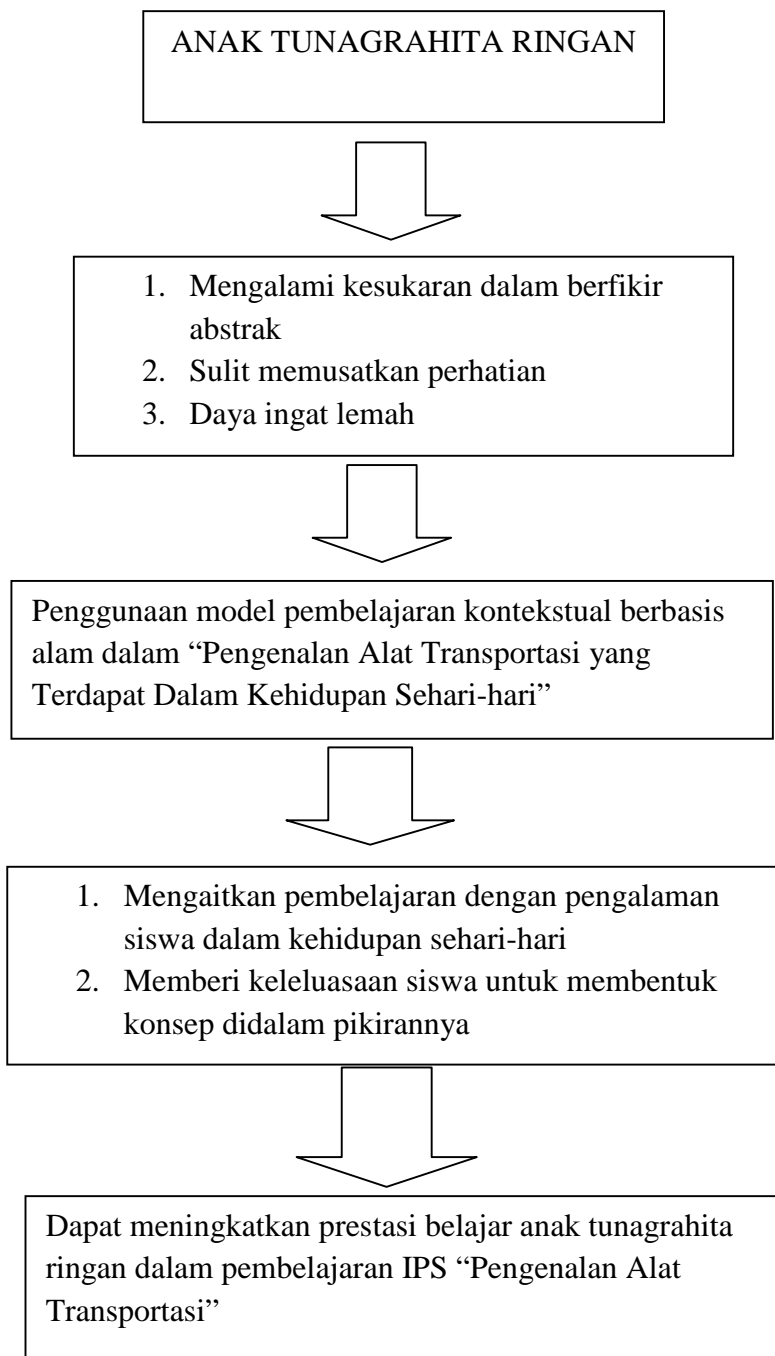 ANAK TUNAGRAHITA RINGAN
1. Mengalami kesukaran dalam berfikir
abstrak
2. Sulit memusatkan perhatian
3. Daya ingat lemah
Penggunaan model pembelajaran kontekstual berbasis
alam dalam “Pengenalan Alat Transportasi yang
Terdapat Dalam Kehidupan Sehari-hari”
1. Mengaitkan pembelajaran dengan pengalaman
siswa dalam kehidupan sehari-hari
2. Memberi keleluasaan siswa untuk membentuk
konsep didalam pikirannya
Dapat meningkatkan prestasi belajar anak tunagrahita
ringan dalam pembelajaran IPS “Pengenalan Alat
Transportasi”